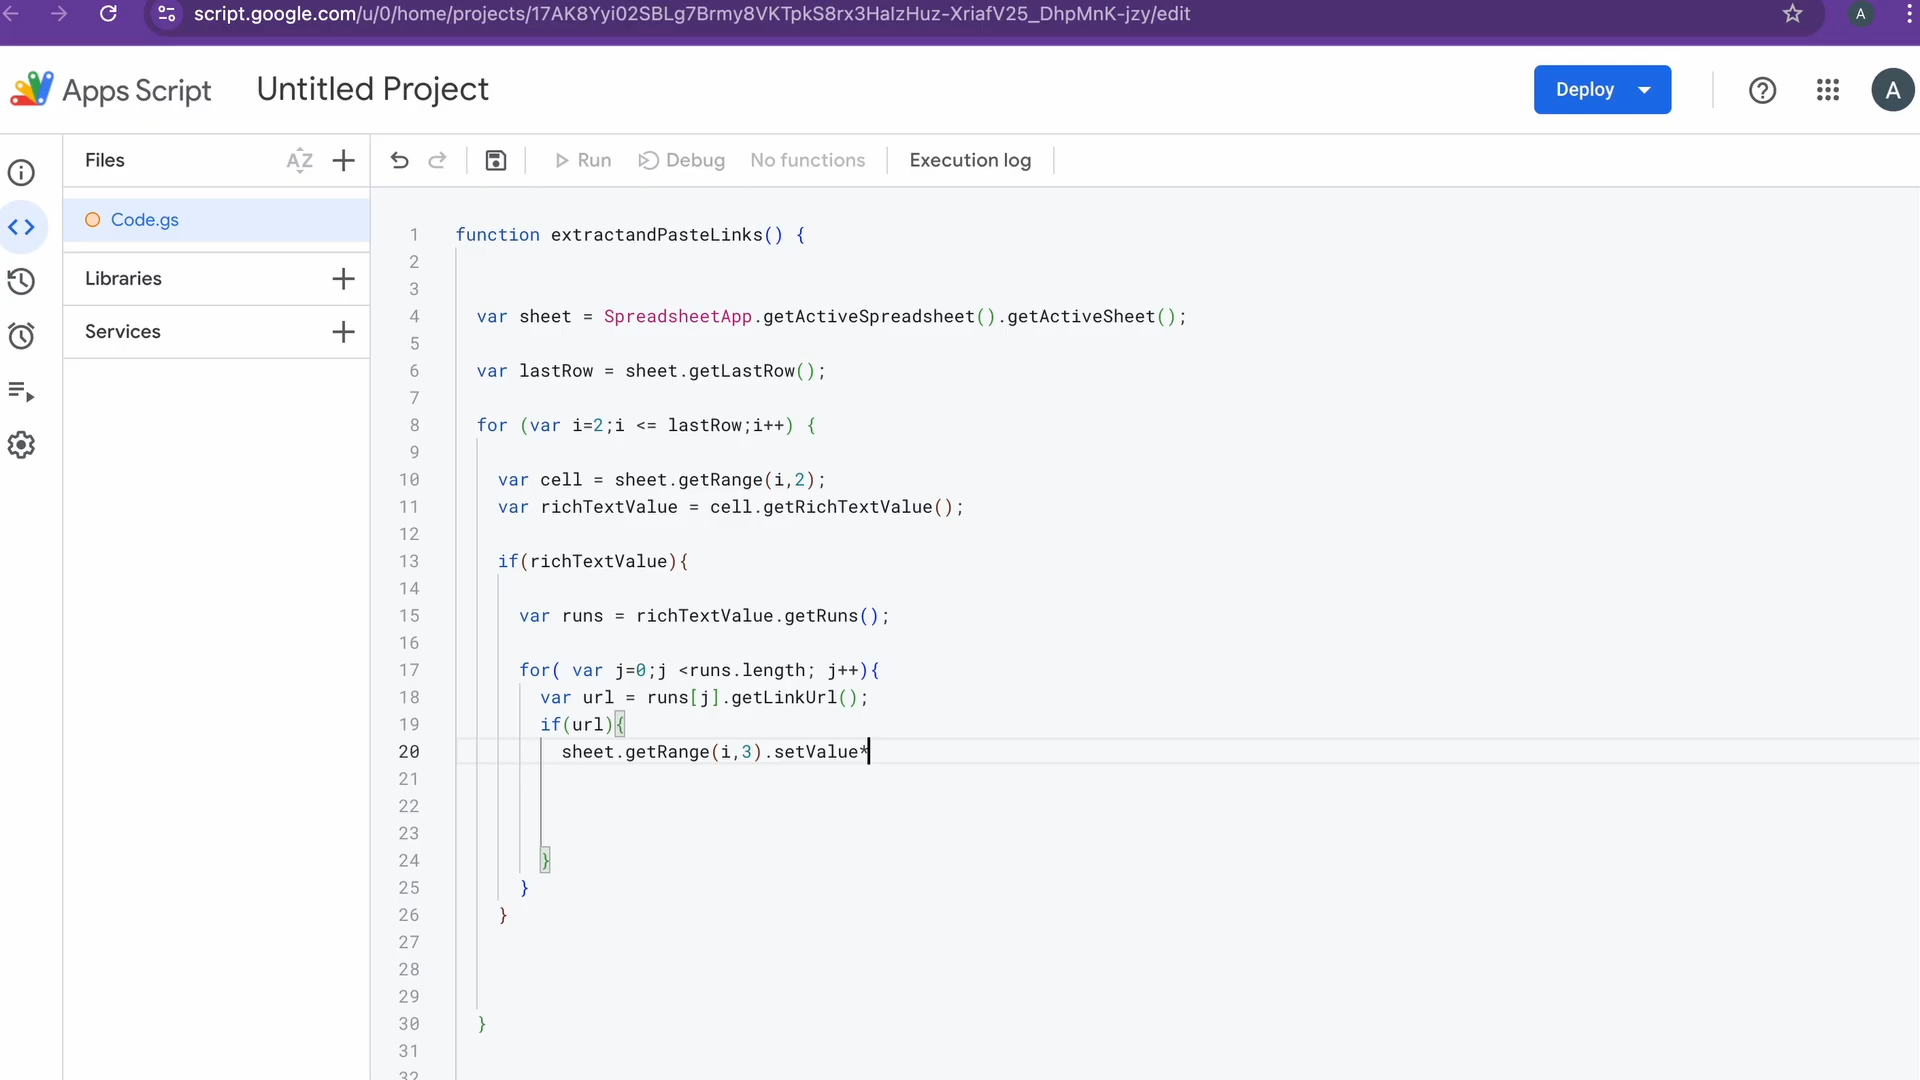 script.google.com/u/0/home/projects/17AK8Yyi02SBLg7Brmy8VKTpkS8rx3HalzHuz-XriafV25_DhpMnK-jzy/edit
A
Apps Script
Untitled Project
Deploy
A
Files
AZ
Run
Debug
No functions
Execution log
Code.gs
Libraries
Services
1 function extractandPasteLinks() {
2
3
4 var sheet = SpreadsheetApp.getActiveSpreadsheet().getActiveSheet();
5
6 var lastRow = sheet.getLastRow();
7
8 for (var i=2;i <= lastRow;i++) {
9
10 var cell = sheet.getRange(i,2);
11 var richTextValue = cell.getRichTextValue();
12
13 if(richTextValue){
14
15 var runs = richTextValue.getRuns();
16
17 for( var j=0;j <runs.length; j++){
18 var url = runs[j].getLinkUrl();
19 if(url){
20 sheet.getRange(i,3).setValue*
21
22
23
24 }
25 }
26 }
27
28
29
30 }
31
32